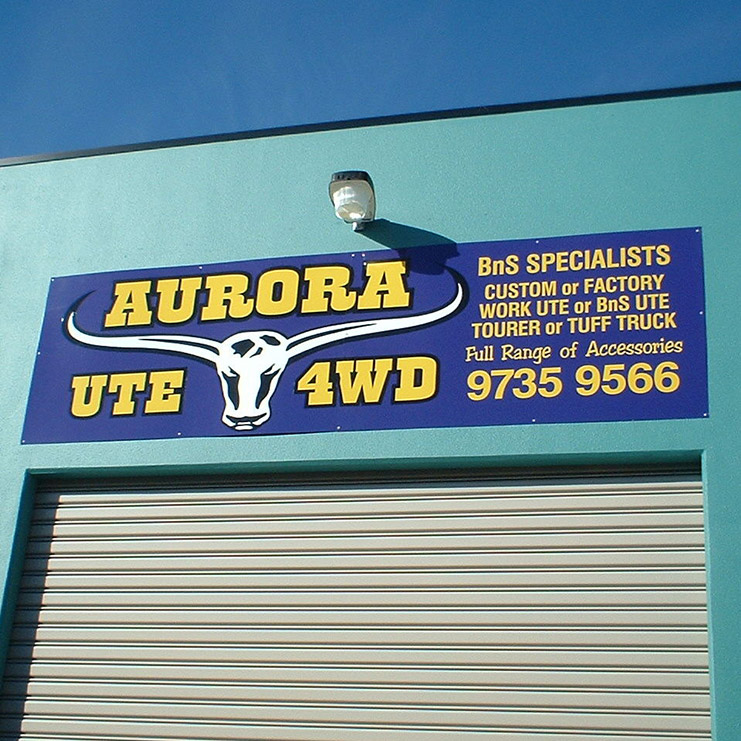 AURORA
UTE 4WD
BnS SPECIALISTS
CUSTOM or FACTORY
WORK UTE or BnS UTE
TOURER or TUFF TRUCK
Full Range of Accessories
9735 9566